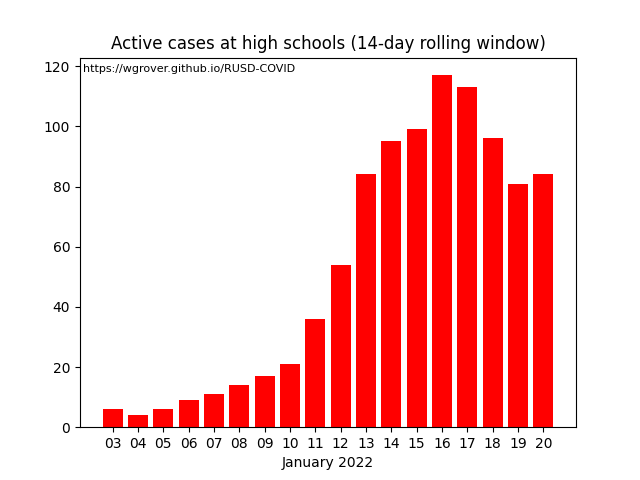 Active cases at high schools (14-day rolling window)
https://wgrover.github.io/RUSD-COVID
120
100
80
60
40
20
0
03 04 05 06 07 08 09 10 11 12 13 14 15 16 17 18 19 20
January 2022